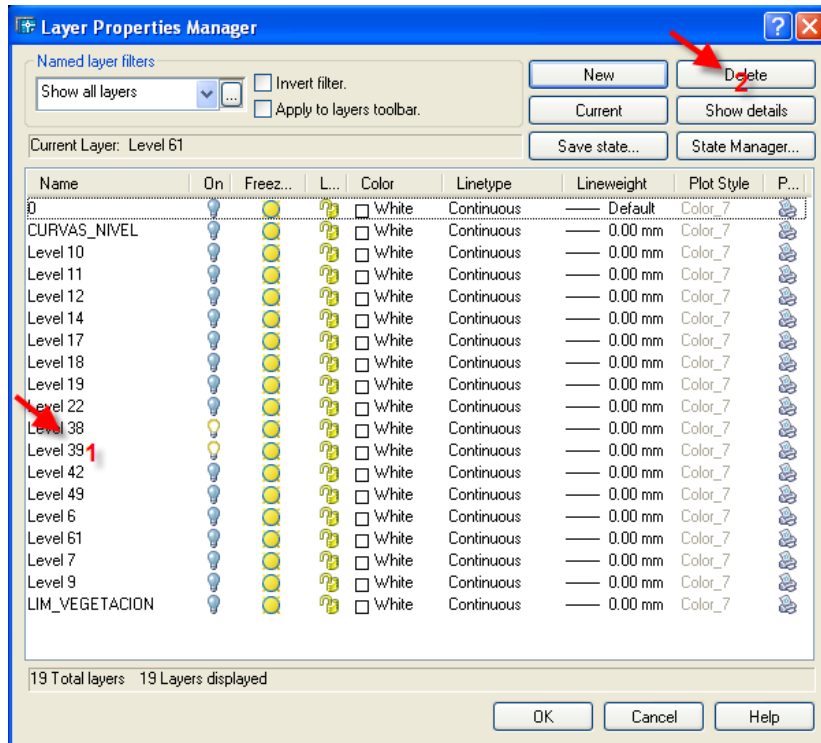 Layer Properties Manager
Named layer filters
Show all layers ... Invert filter. New Delete 2
Apply to layers toolbar. Current Show details
Current Layer: Level 61 Save state... State Manager...
Name On Freez... L... Color Linetype Lineweight Plot Style P...
0 White Continuous Default Color_7
CURVAS_NIVEL White Continuous 0.00 mm Color_7
Level 10 White Continuous 0.00 mm Color_7
Level 11 White Continuous 0.00 mm Color_7
Level 12 White Continuous 0.00 mm Color_7
Level 14 White Continuous 0.00 mm Color_7
Level 17 White Continuous 0.00 mm Color_7
Level 18 White Continuous 0.00 mm Color_7
Level 19 White Continuous 0.00 mm Color_7
Level 22 White Continuous 0.00 mm Color_7
Level 38 White Continuous 0.00 mm Color_7
Level 39 1 White Continuous 0.00 mm Color_7
Level 42 White Continuous 0.00 mm Color_7
Level 49 White Continuous 0.00 mm Color_7
Level 6 White Continuous 0.00 mm Color_7
Level 61 White Continuous 0.00 mm Color_7
Level 7 White Continuous 0.00 mm Color_7
Level 9 White Continuous 0.00 mm Color_7
LIM_VEGETACION White Continuous 0.00 mm Color_7
19 Total layers 19 Layers displayed
OK Cancel Help